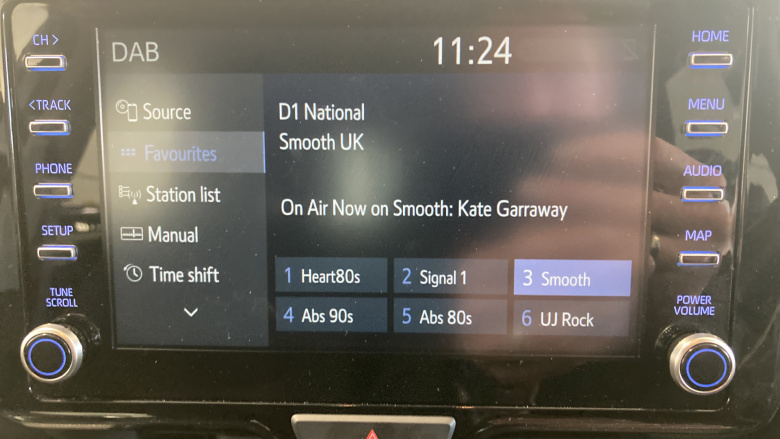 DAB 11:24
CH >
<TRACK
PHONE
SETUP
TUNE
SCROLL
Source
Favourites
Station list
Manual
Time shift
D1 National
Smooth UK
On Air Now on Smooth: Kate Garraway
1 Heart80s 2 Signal 1 3 Smooth
4 Abs 90s 5 Abs 80s 6 UJ Rock
HOME
MENU
AUDIO
MAP
POWER
VOLUME